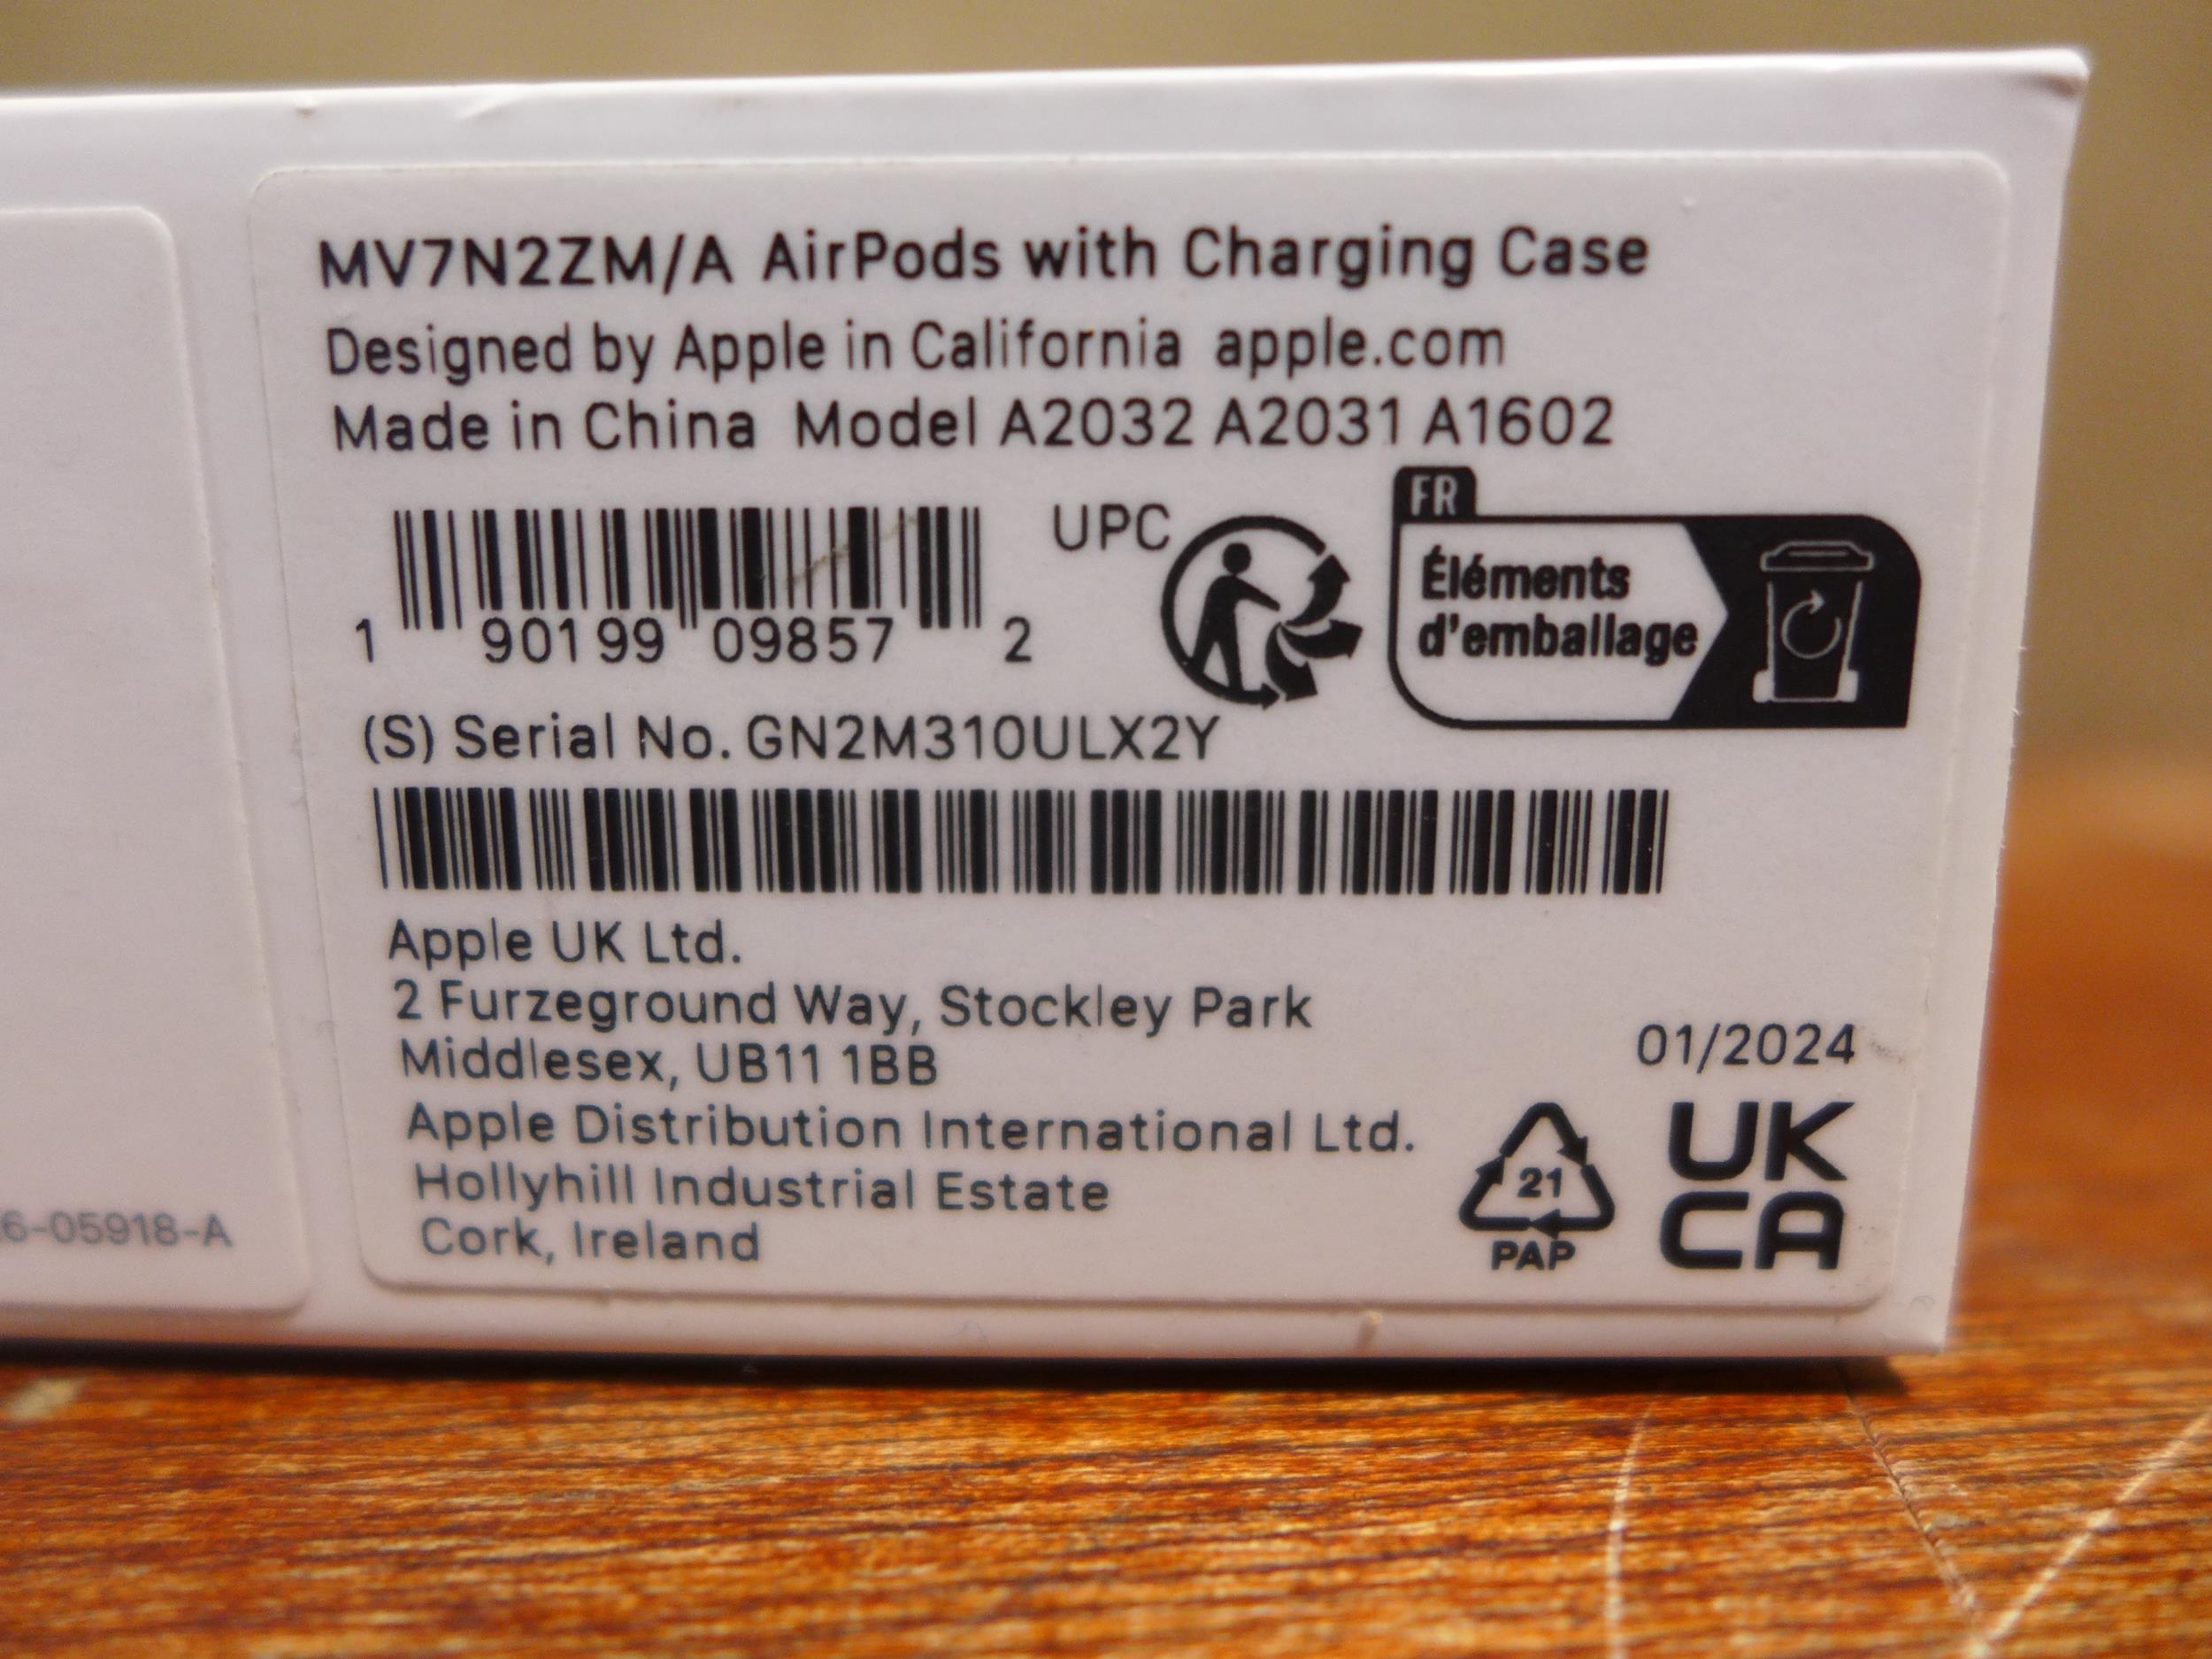 MV7N2ZM/A AirPods with Charging Case
Designed by Apple in California apple.com
Made in China Model A2032 A2031 A1602
UPC
1 90199 09857 2
FR
Éléments
d'emballage
(S) Serial No. GN2M310ULX2Y
Apple UK Ltd.
2 Furzeground Way, Stockley Park
Middlesex, UB11 1BB
Apple Distribution International Ltd.
Hollyhill Industrial Estate
Cork, Ireland
01/2024
21
PAP
UK
CA
6-05918-A